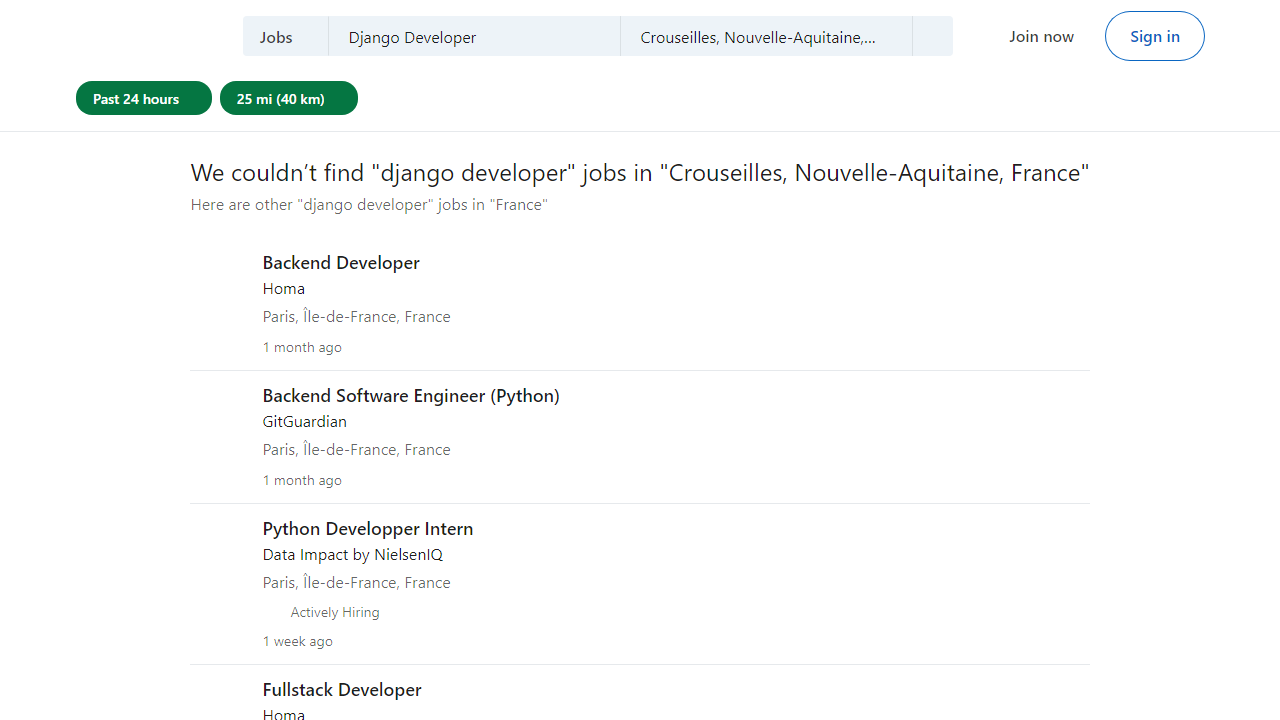 Jobs Django Developer Crouseilles, Nouvelle-Aquitaine,... Join now Sign in
Past 24 hours 25 mi (40 km)
We couldn’t find "django developer" jobs in "Crouseilles, Nouvelle-Aquitaine, France"
Here are other "django developer" jobs in "France"
Backend Developer
Homa
Paris, Île-de-France, France
1 month ago
Backend Software Engineer (Python)
GitGuardian
Paris, Île-de-France, France
1 month ago
Python Developper Intern
Data Impact by NielsenIQ
Paris, Île-de-France, France
Actively Hiring
1 week ago
Fullstack Developer
Homa